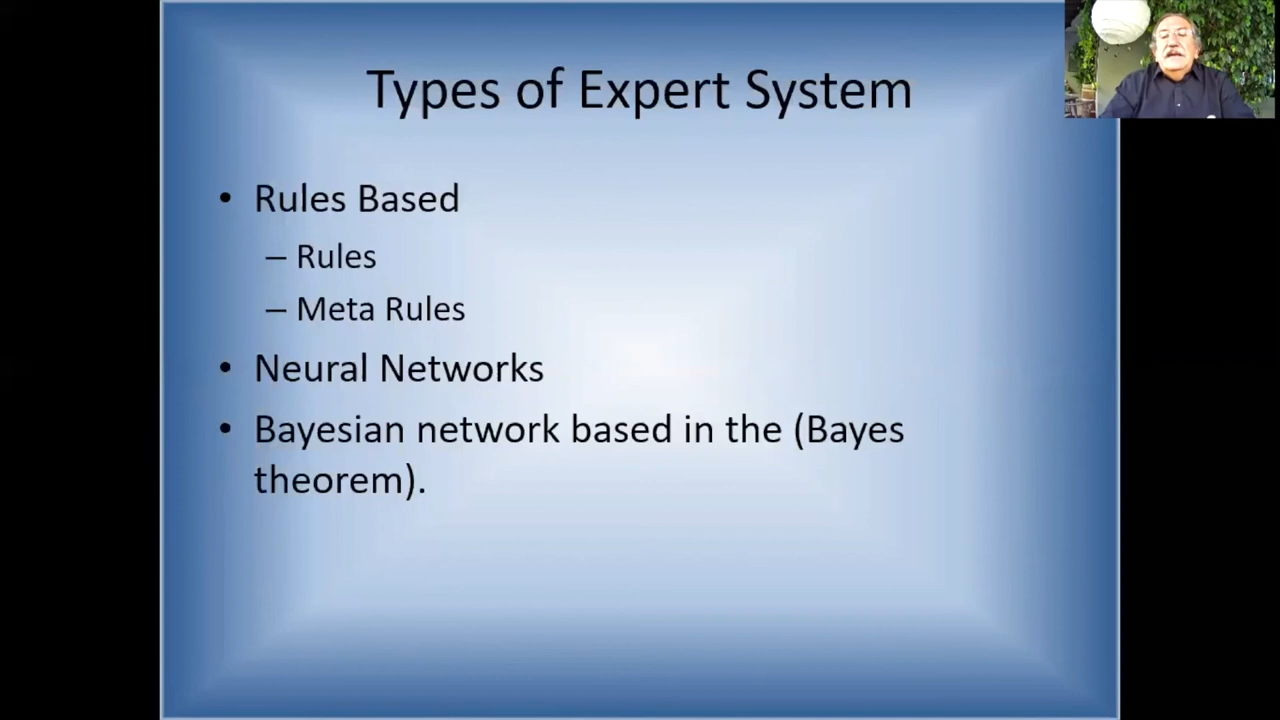 Types of Expert System
• Rules Based
– Rules
– Meta Rules
• Neural Networks
• Bayesian network based in the (Bayes
theorem).